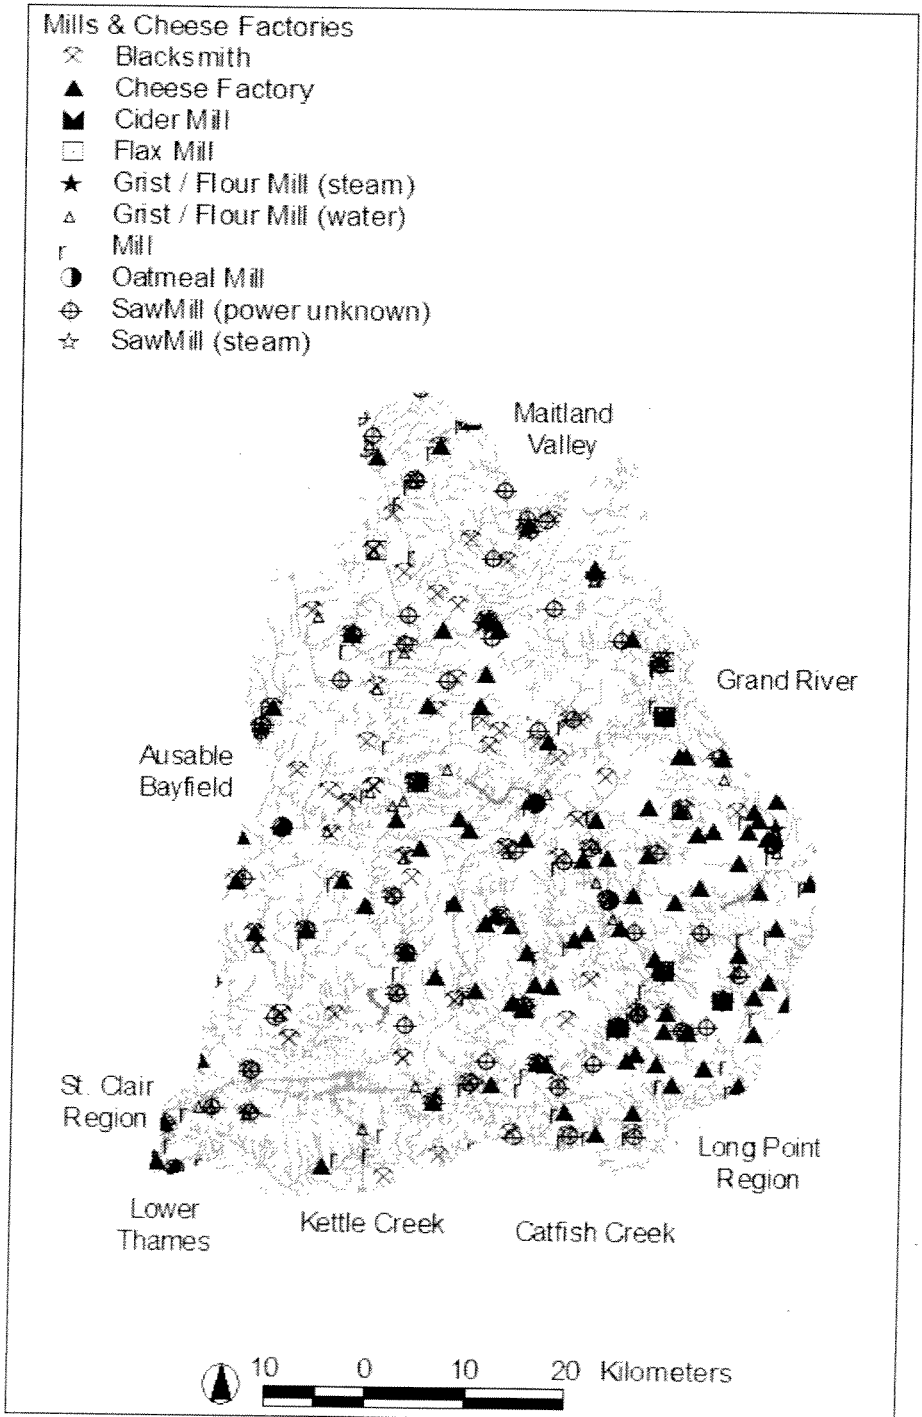 Mills & Cheese Factories
Blacksmith
Cheese Factory
Cider Mill
Flax Mill
Grist / Flour Mill (steam)
Grist / Flour Mill (water)
Mill
Oatmeal Mill
SawMill (power unknown)
SawMill (steam)
Maitland
Valley
Grand River
Ausable
Bayfield
St. Clair
Region
Long Point
Region
Lower
Thames
Kettle Creek
Catfish Creek
10 0 10 20 Kilometers